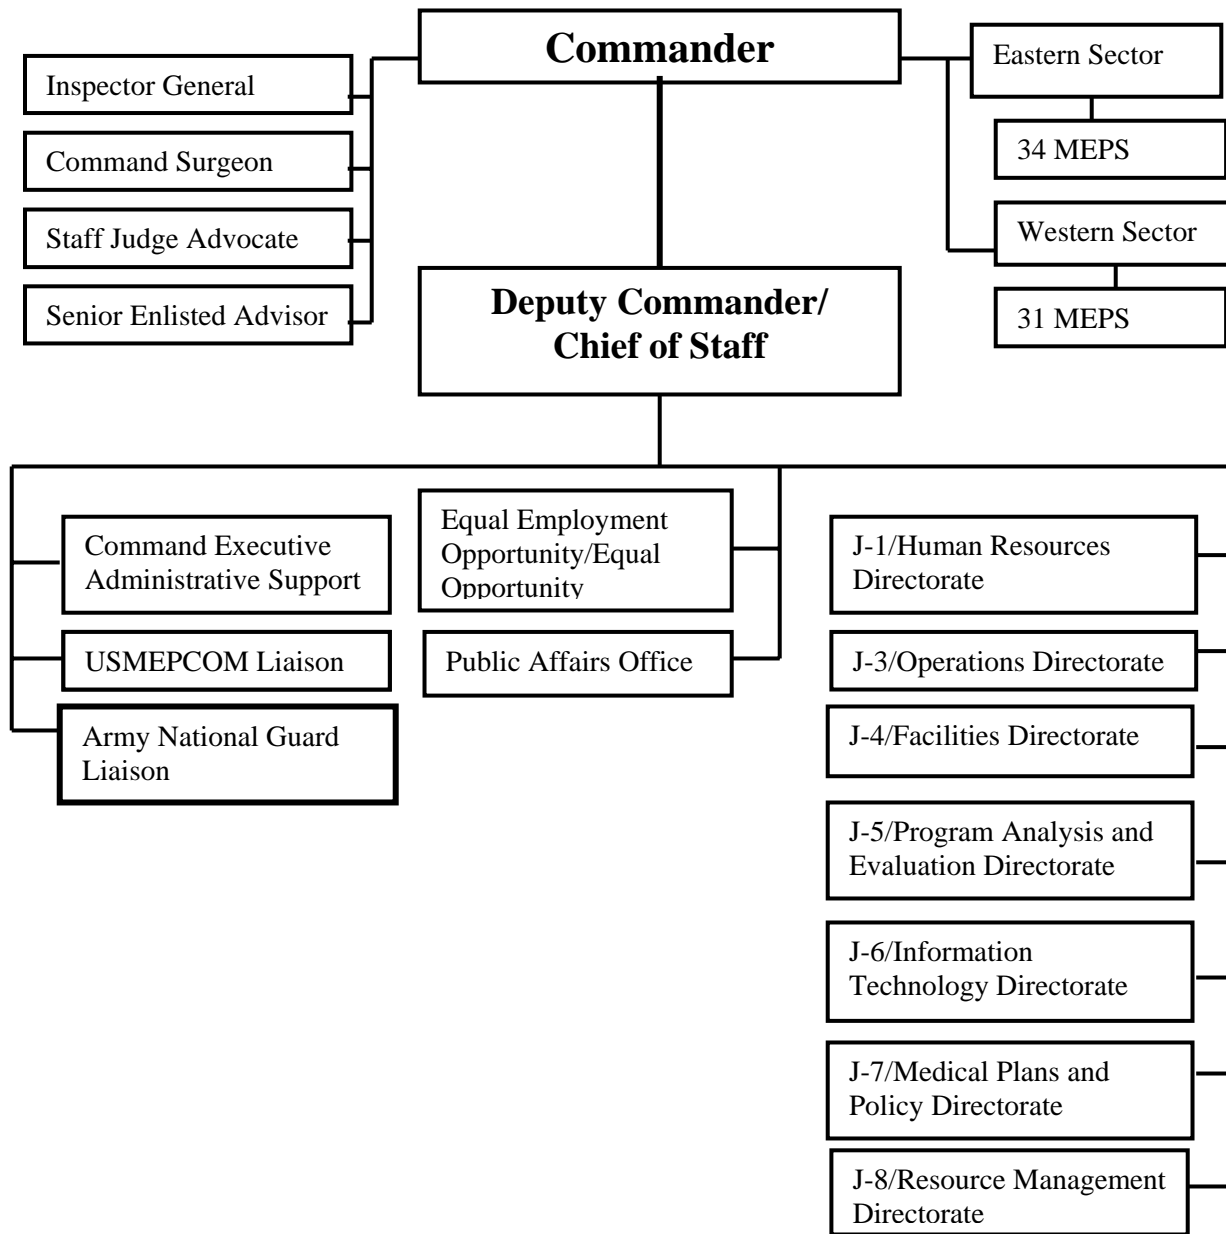 Commander
Inspector General
Command Surgeon
Staff Judge Advocate
Senior Enlisted Advisor
Eastern Sector
34 MEPS
Western Sector
31 MEPS
Deputy Commander/
Chief of Staff
Command Executive
Administrative Support
USMEPCOM Liaison
Army National Guard
Liaison
Equal Employment
Opportunity/Equal
Opportunity
Public Affairs Office
J-1/Human Resources
Directorate
J-3/Operations Directorate
J-4/Facilities Directorate
J-5/Program Analysis and
Evaluation Directorate
J-6/Information
Technology Directorate
J-7/Medical Plans and
Policy Directorate
J-8/Resource Management
Directorate